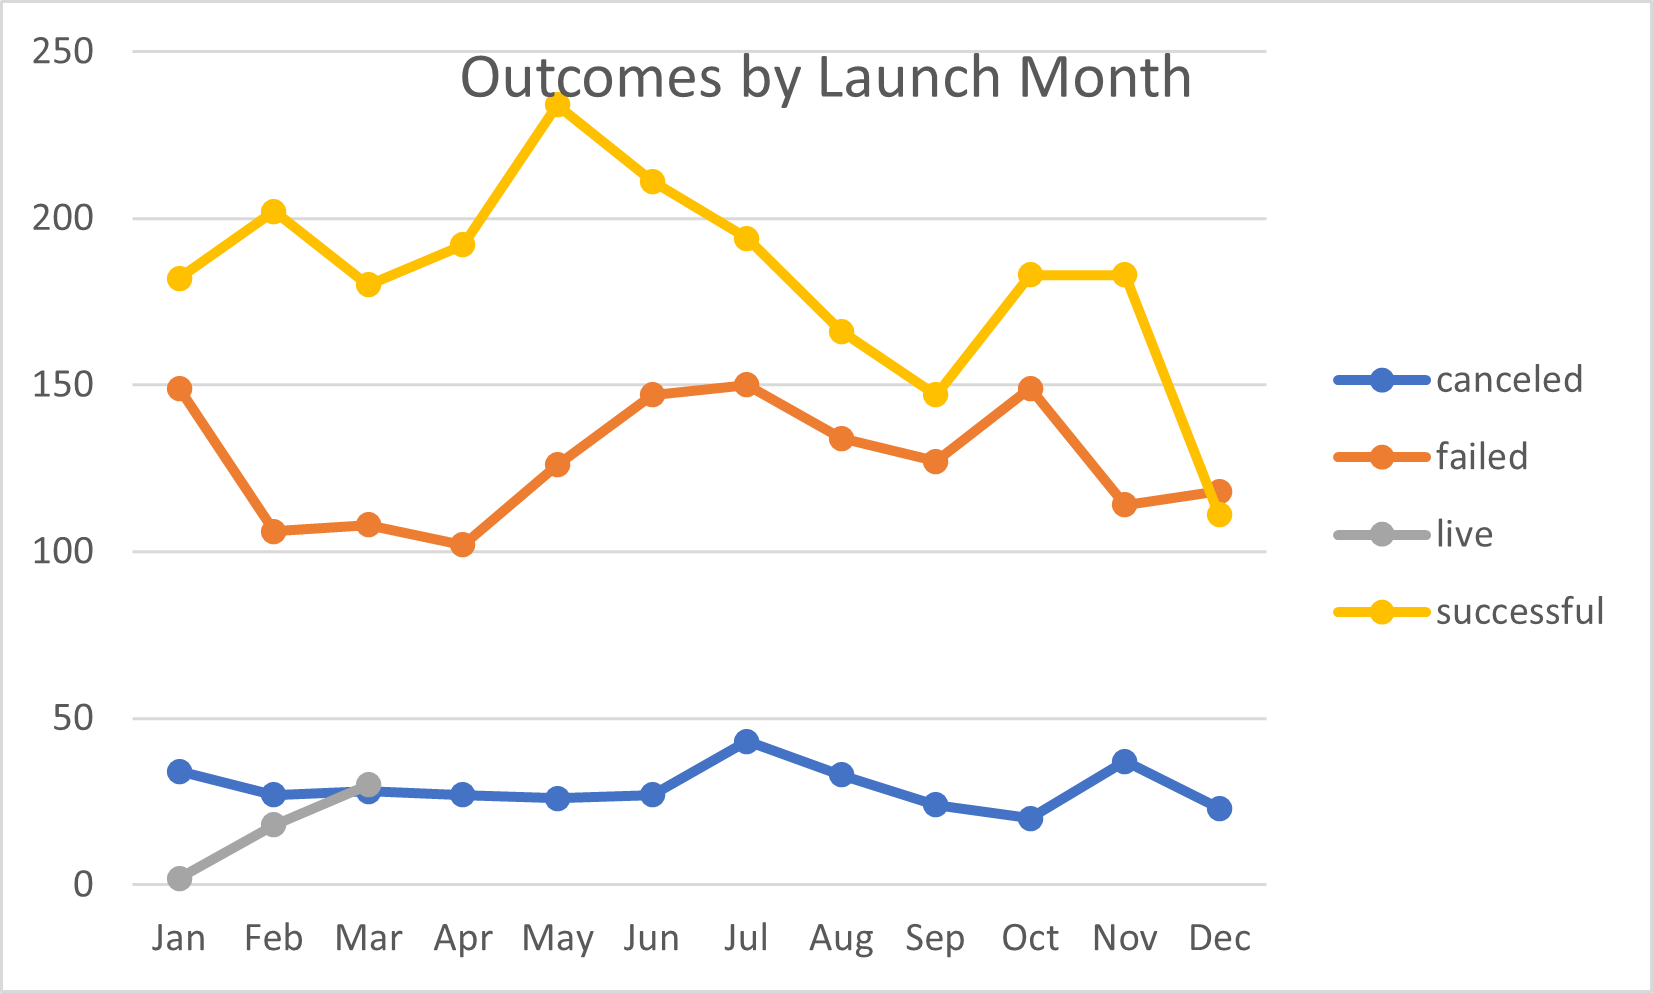 Outcomes by Launch Month
250
200
150
100
50
0
Jan Feb Mar Apr May Jun Jul Aug Sep Oct Nov Dec
canceled
failed
live
successful